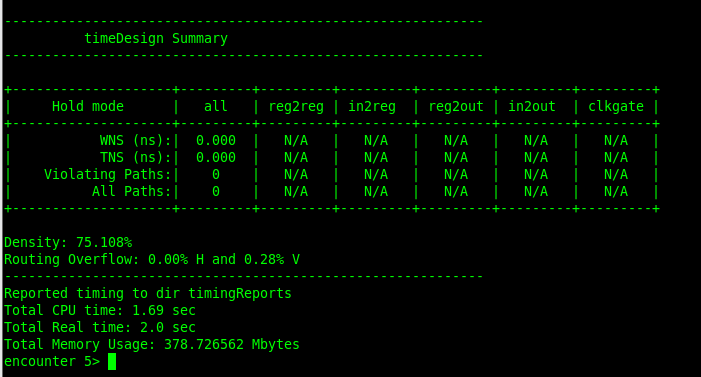 ------------------------------------------------------------
          timeDesign Summary
------------------------------------------------------------
+--------------------+---------+---------+---------+---------+---------+---------+
|     Hold mode      |   all   | reg2reg | in2reg  | reg2out | in2out  | clkgate |
+--------------------+---------+---------+---------+---------+---------+---------+
|           WNS (ns):|  0.000  |   N/A   |   N/A   |   N/A   |   N/A   |   N/A   |
|           TNS (ns):|  0.000  |   N/A   |   N/A   |   N/A   |   N/A   |   N/A   |
|    Violating Paths:|    0    |   N/A   |   N/A   |   N/A   |   N/A   |   N/A   |
|          All Paths:|    0    |   N/A   |   N/A   |   N/A   |   N/A   |   N/A   |
+--------------------+---------+---------+---------+---------+---------+---------+
Density: 75.108%
Routing Overflow: 0.00% H and 0.28% V
------------------------------------------------------------
Reported timing to dir timingReports
Total CPU time: 1.69 sec
Total Real time: 2.0 sec
Total Memory Usage: 378.726562 Mbytes
encounter 5>